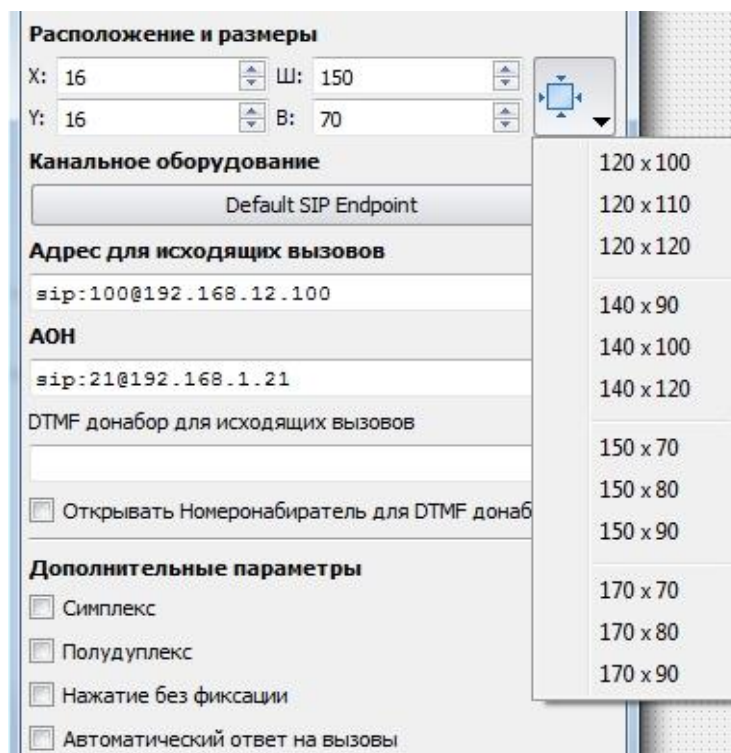 Расположение и размеры
X: 16 Ш: 150
Y: 16 В: 70
Канальное оборудование
Default SIP Endpoint
Адрес для исходящих вызовов
sip:100@192.168.12.100
АОН
sip:21@192.168.1.21
DTMF донабор для исходящих вызовов
Открывать Номеронабиратель для DTMF донаб
Дополнительные параметры
Симплекс
Полудуплекс
Нажатие без фиксации
Автоматический ответ на вызовы
120 x 100
120 x 110
120 x 120
140 x 90
140 x 100
140 x 120
150 x 70
150 x 80
150 x 90
170 x 70
170 x 80
170 x 90